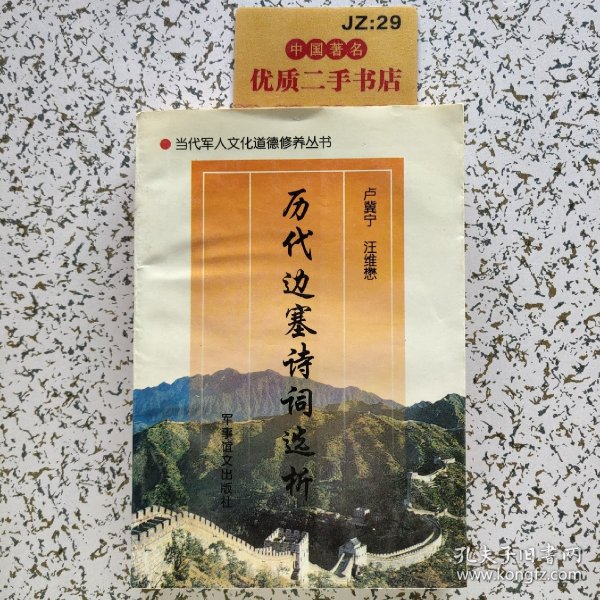 JZ:29
中国著名
优质二手书店
当代军人文化道德修养丛书
卢冀宁 汪维懋
历代边塞诗词选析
军事谊文出版社
孔夫子旧书网
www.kongfz.com